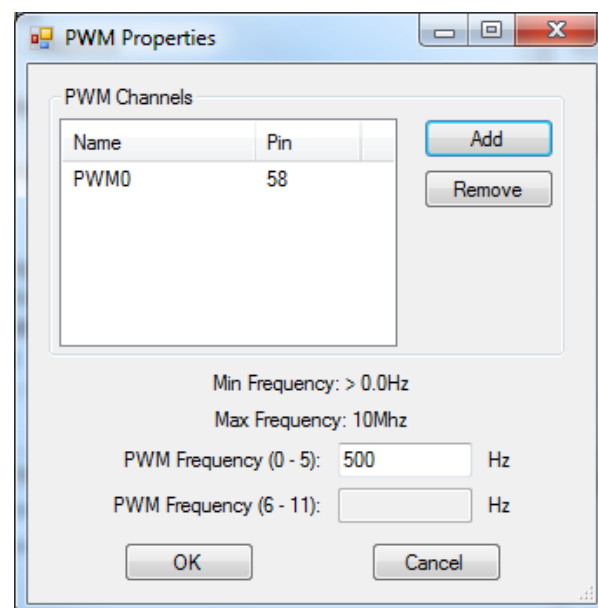 PWM Properties
PWM Channels
Name Pin
PWM0 58
Add
Remove
Min Frequency: > 0.0Hz
Max Frequency: 10Mhz
PWM Frequency (0 - 5): 500 Hz
PWM Frequency (6 - 11): Hz
OK Cancel